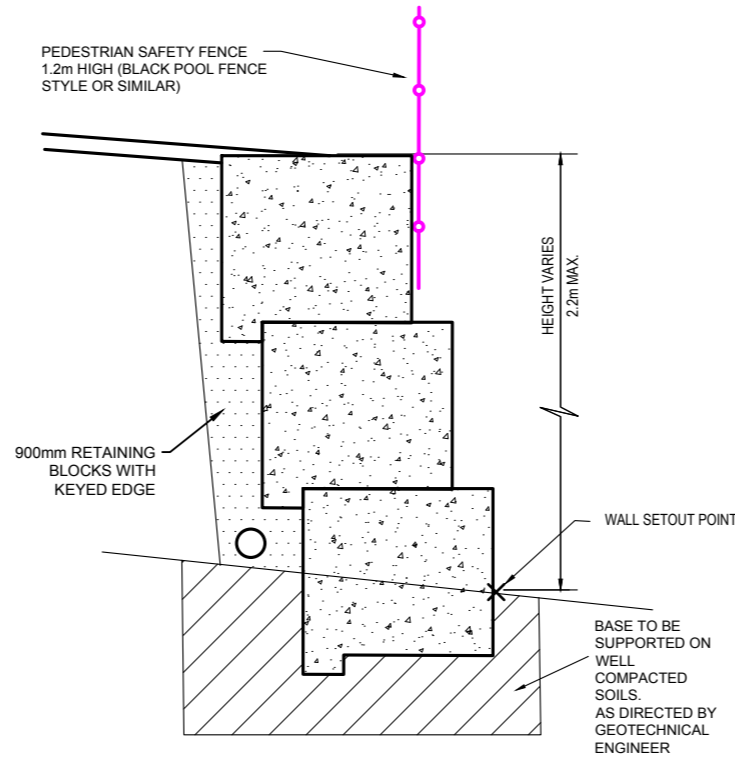 PEDESTRIAN SAFETY FENCE
1.2m HIGH (BLACK POOL FENCE
STYLE OR SIMILAR)
HEIGHT VARIES
2.2m MAX.
900mm RETAINING
BLOCKS WITH
KEYED EDGE
WALL SETOUT POINT
BASE TO BE
SUPPORTED ON
WELL
COMPACTED
SOILS.
AS DIRECTED BY
GEOTECHNICAL
ENGINEER